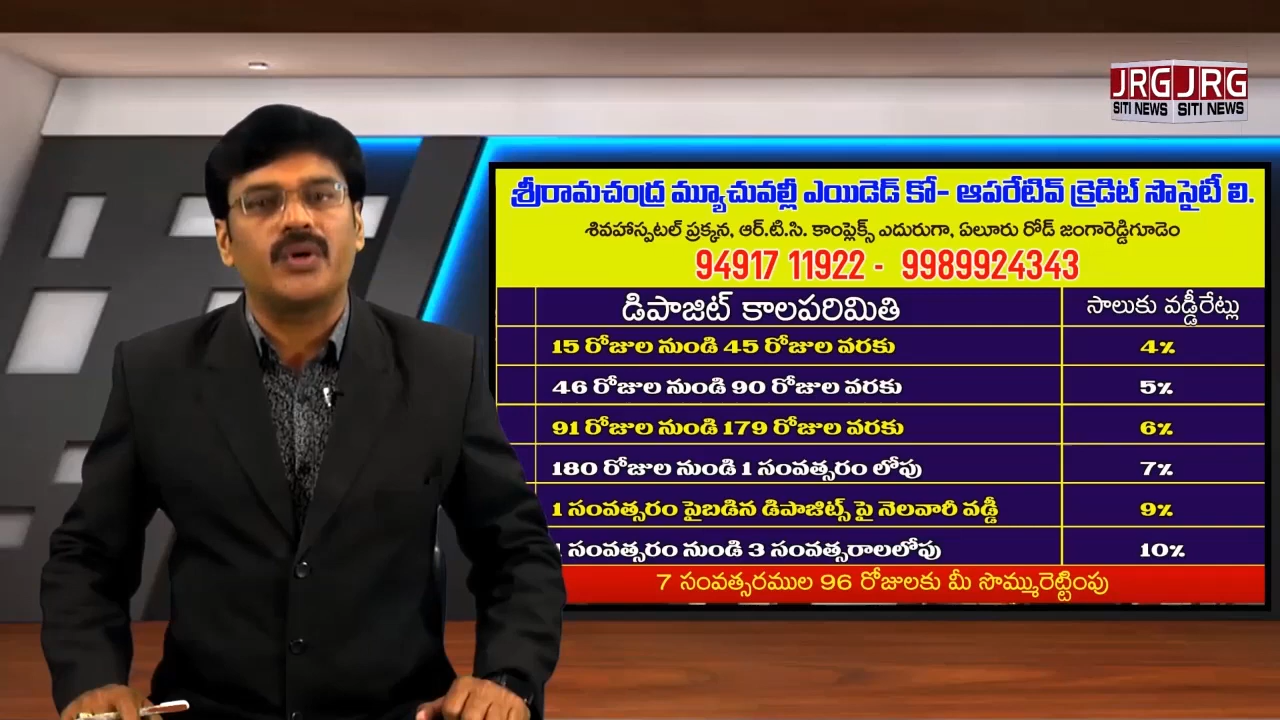 JRG JRG
SITI NEWS SITI NEWS
శ్రీరామచంద్ర మ్యూచువల్లీ ఎయిడెడ్ కో- ఆపరేటివ్ క్రెడిట్ సొసైటీ లి.
శివహాస్పటల్ ప్రక్కన, ఆర్.టి.సి. కాంప్లెక్స్ ఎదురుగా, ఏలూరు రోడ్ జంగారెడ్డిగూడెం
94917 11922 - 9989924343
డిపాజిట్ కాలపరిమితి సాలుకు వడ్డీరేట్లు
15 రోజుల నుండి 45 రోజుల వరకు 4%
46 రోజుల నుండి 90 రోజుల వరకు 5%
91 రోజుల నుండి 179 రోజుల వరకు 6%
180 రోజుల నుండి 1 సంవత్సరం లోపు 7%
1 సంవత్సరం పైబడిన డిపాజిట్స్ పై నెలవారీ వడ్డీ 9%
1 సంవత్సరం నుండి 3 సంవత్సరాలలోపు 10%
7 సంవత్సరముల 96 రోజులకు మీ సొమ్మురెట్టింపు